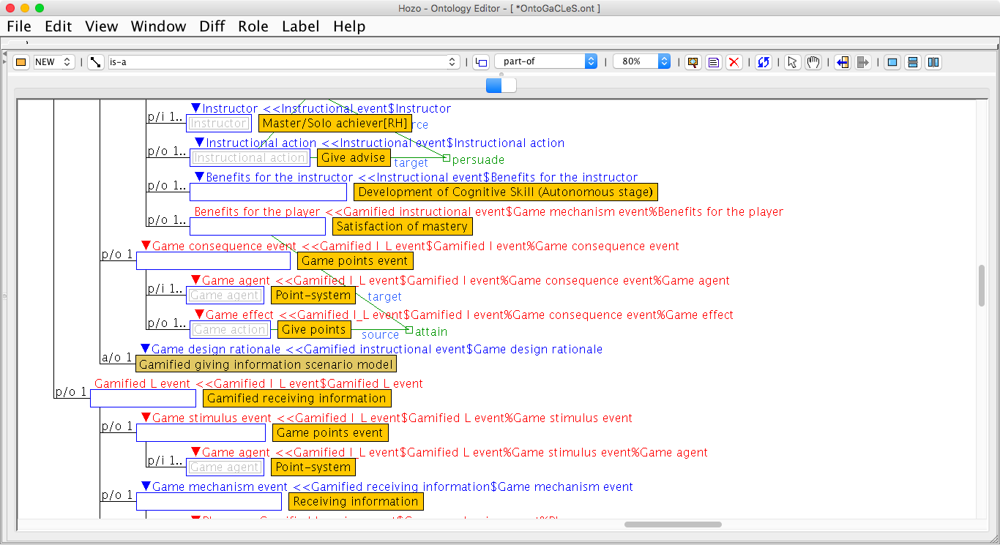 Hozo - Ontology Editor - [ *OntoGaCLeS.ont ]
File Edit View Window Diff Role Label Help
NEW is-a part-of 80%
Instructor <<Instructional event$Instructor
p/i 1.. Instructor Master/Solo achiever[RH] rce
Instructional action <<Instructional event$Instructional action
p/o 1.. Instructional action Give advise target persuade
Benefits for the instructor <<Instructional event$Benefits for the instructor
p/o 1.. Development of Cognitive Skill (Autonomous stage)
Benefits for the player <<Gamified instructional event$Game mechanism event%Benefits for the player
p/o 1.. Satisfaction of mastery
Game consequence event <<Gamified I_L event$Gamified I event%Game consequence event
p/o 1 Game points event
Game agent <<Gamified I_L event$Gamified I event%Game consequence event%Game agent
p/i 1.. Game agent Point-system target
Game effect <<Gamified I_L event$Gamified I event%Game consequence event%Game effect
p/o 1.. Game action Give points source attain
Game design rationale <<Gamified instructional event$Game design rationale
a/o 1 Gamified giving information scenario model
Gamified L event <<Gamified I_L event$Gamified L event
p/o 1 Gamified receiving information
Game stimulus event <<Gamified I_L event$Gamified L event%Game stimulus event
p/o 1 Game points event
Game agent <<Gamified I_L event$Gamified L event%Game stimulus event%Game agent
p/i 1.. Game agent Point-system
Game mechanism event <<Gamified receiving information$Game mechanism event
p/o 1 Receiving information